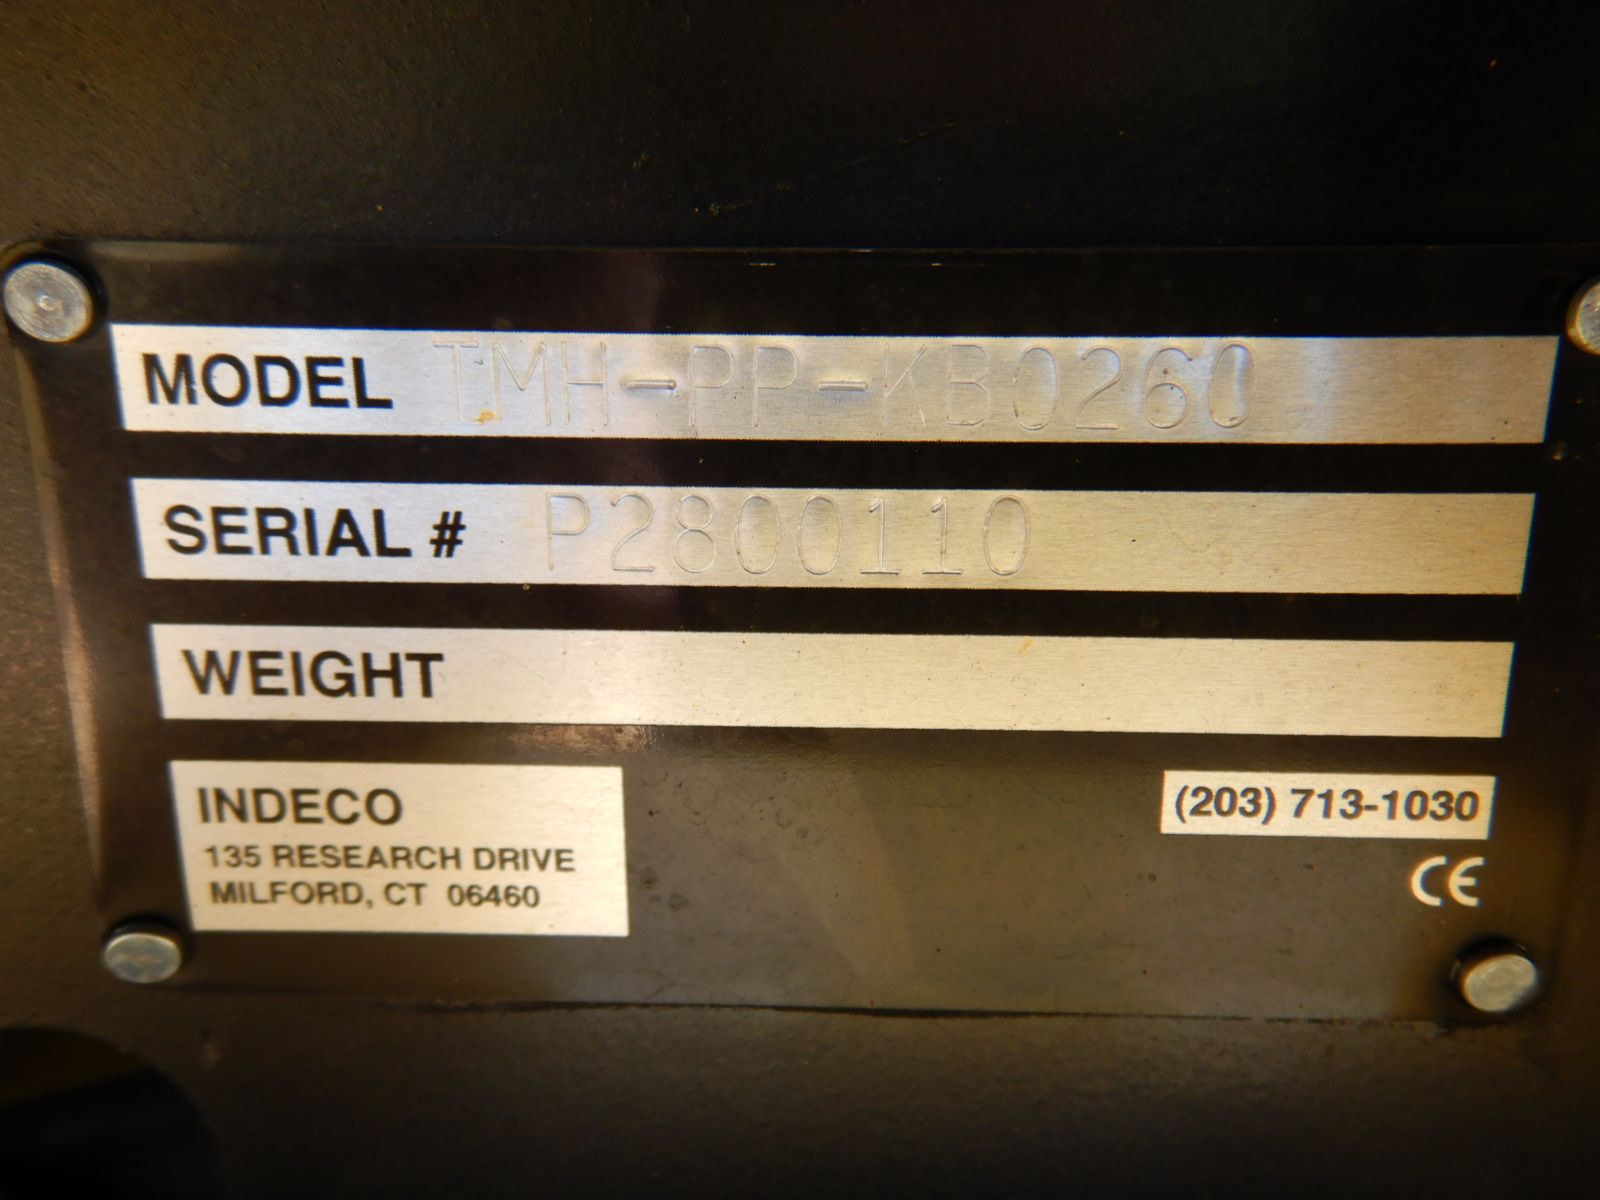 MODEL TMH-PP-KB0260
SERIAL # P2800110
WEIGHT
INDECO
135 RESEARCH DRIVE
MILFORD, CT 06460
(203) 713-1030
CE